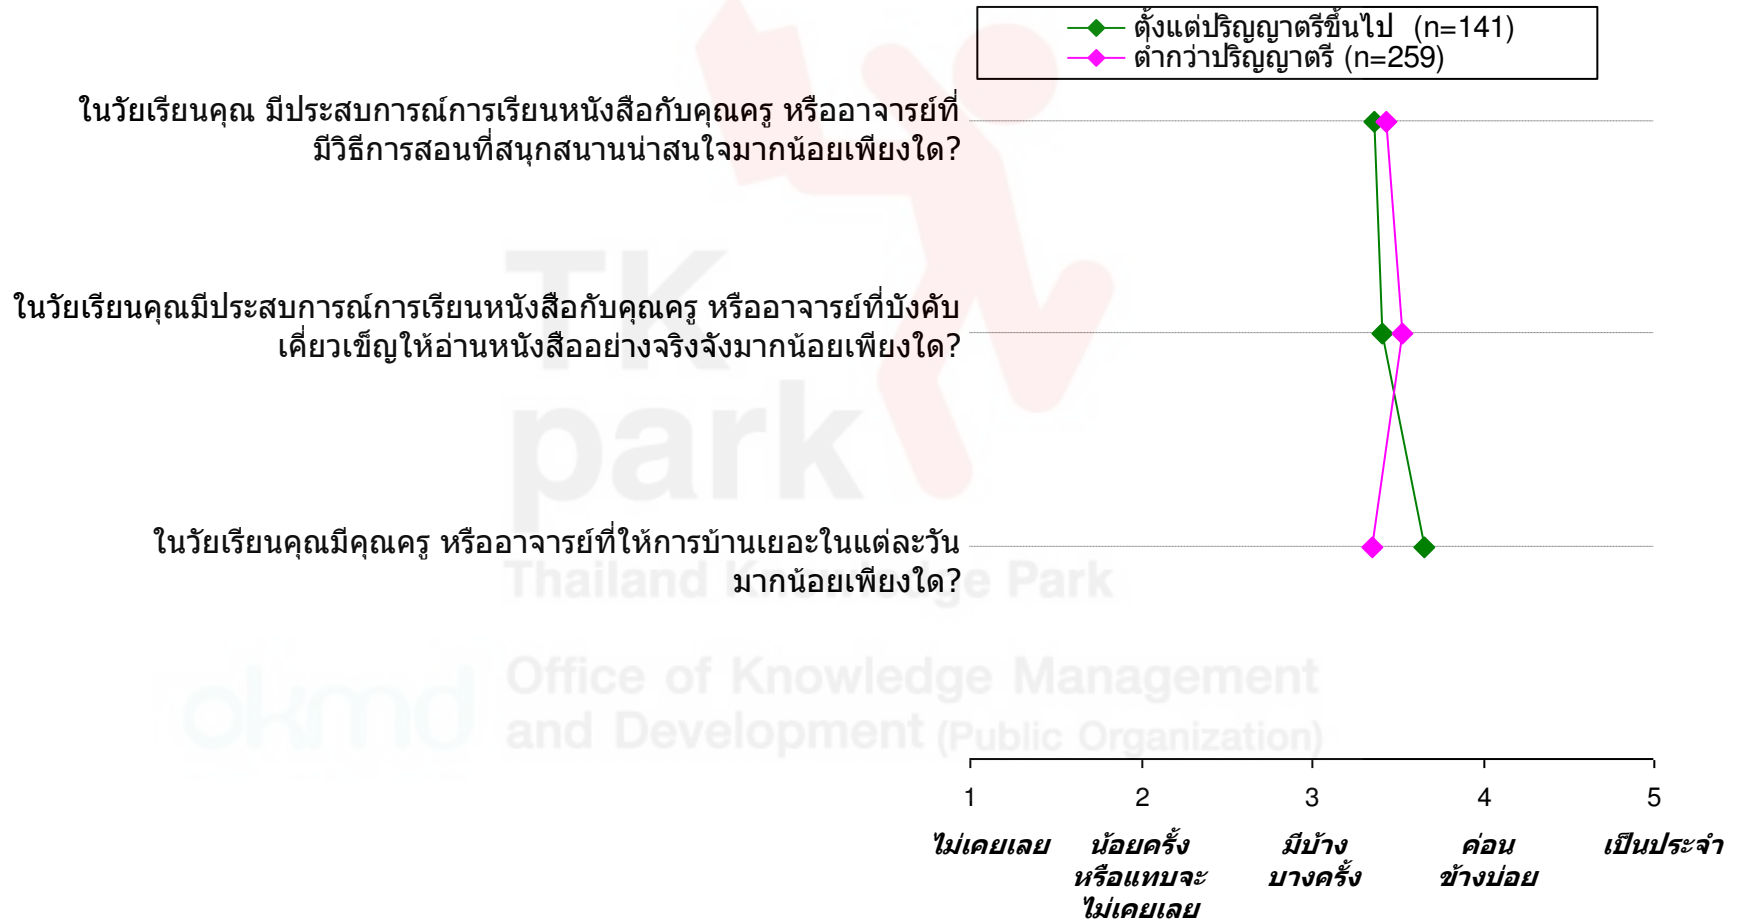 ตั้งแต่ปริญญาตรีขึ้นไป (n=141)
ต่ำกว่าปริญญาตรี (n=259)
ในวัยเรียนคุณ มีประสบการณ์การเรียนหนังสือกับคุณครู หรืออาจารย์ที่
มีวิธีการสอนที่สนุกสนานน่าสนใจมากน้อยเพียงใด?
ในวัยเรียนคุณมีประสบการณ์การเรียนหนังสือกับคุณครู หรืออาจารย์ที่บังคับ
เคี่ยวเข็ญให้อ่านหนังสืออย่างจริงจังมากน้อยเพียงใด?
ในวัยเรียนคุณมีคุณครู หรืออาจารย์ที่ให้การบ้านเยอะในแต่ละวัน
มากน้อยเพียงใด?
TK
park
Thailand Knowledge Park
okmd
Office of Knowledge Management
and Development (Public Organization)
1 2 3 4 5
ไม่เคยเลย น้อยครั้ง มีบ้าง ค่อน เป็นประจำ
หรือแทบจะ บางครั้ง ข้างบ่อย
ไม่เคยเลย